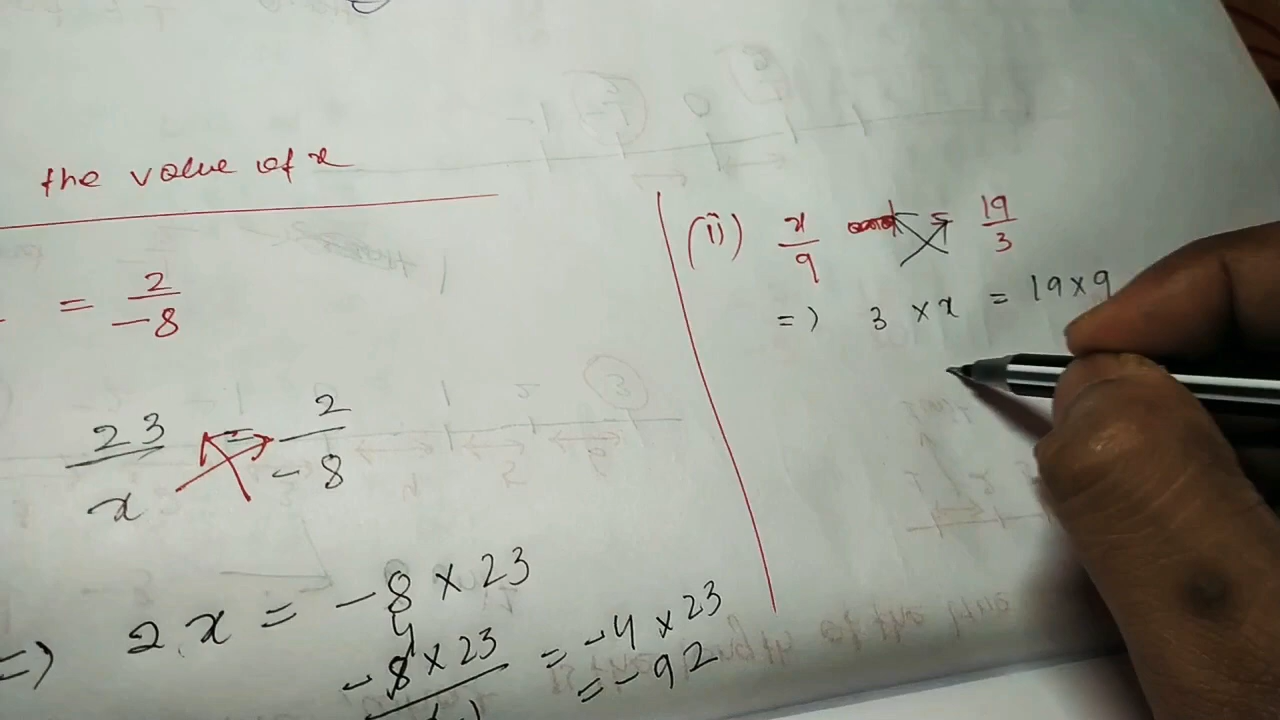 the value of x
= 2/-8
23/x = 2/-8
=) 2x = -8 × 23
-8 × 23 = -4 × 23
4
= -92
(ii) x/9 = 19/3
=) 3 × x = 19 × 9